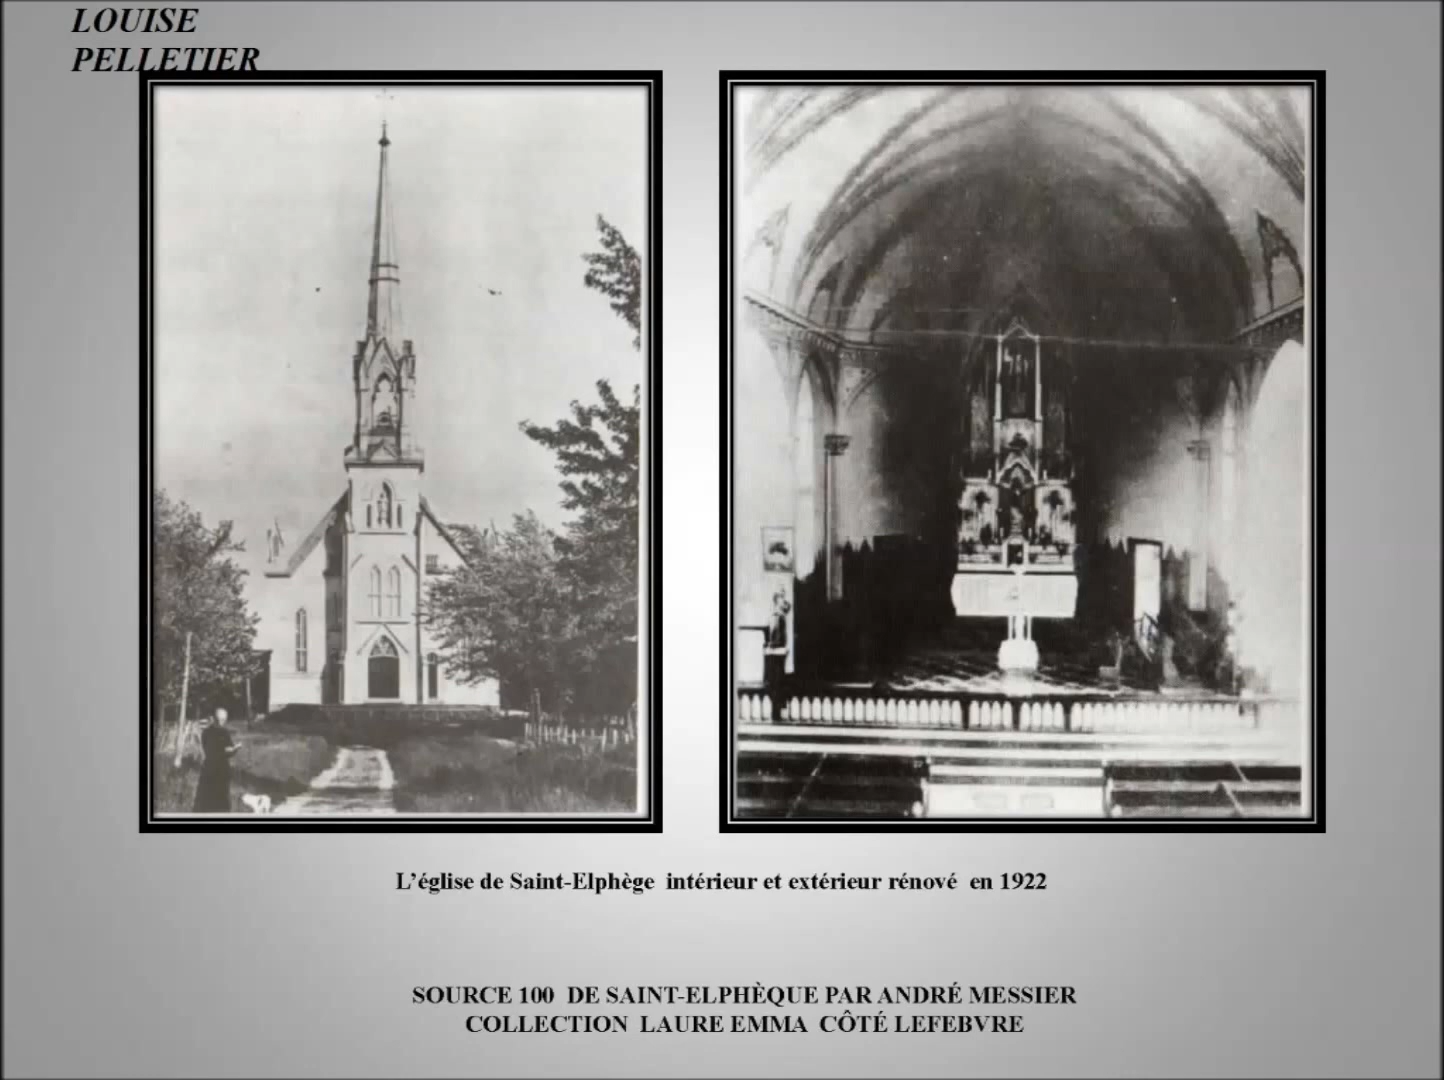 LOUISE
PELLETIER
L’église de Saint-Elphège intérieur et extérieur rénové en 1922
SOURCE 100 DE SAINT-ELPHÈQUE PAR ANDRÉ MESSIER
COLLECTION LAURE EMMA CÔTÉ LEFEBVRE